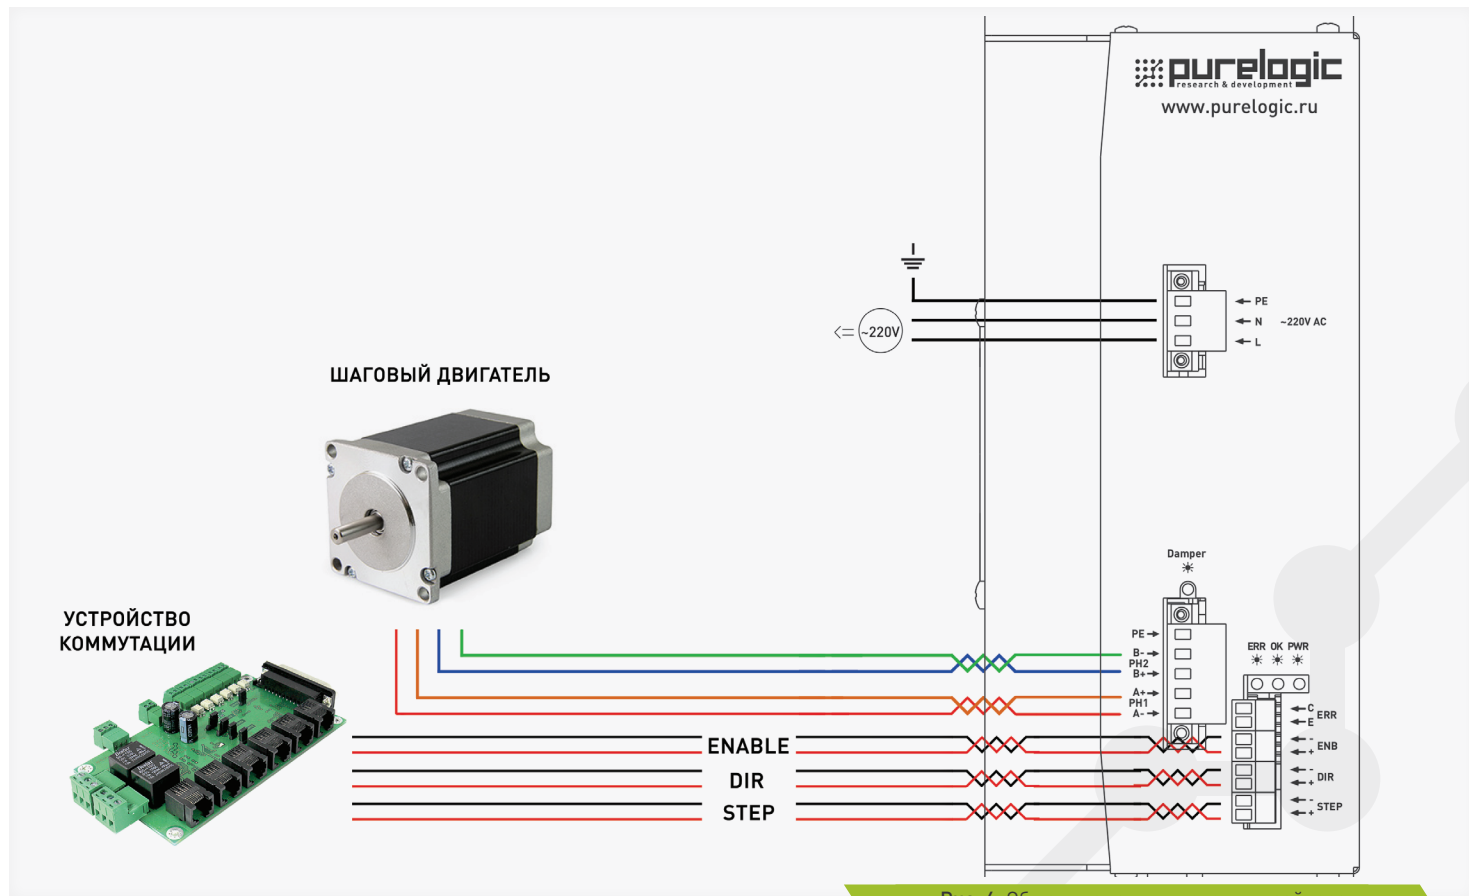 purelogic
research & development
www.purelogic.ru
PE
N ~220V AC
L
~220V
ШАГОВЫЙ ДВИГАТЕЛЬ
Damper
УСТРОЙСТВО
КОММУТАЦИИ
PE
B-
PH2
B+
A+
PH1
A-
ERR OK PWR
C
ERR
E
-
ENB
+
-
DIR
+
-
STEP
+
ENABLE
DIR
STEP